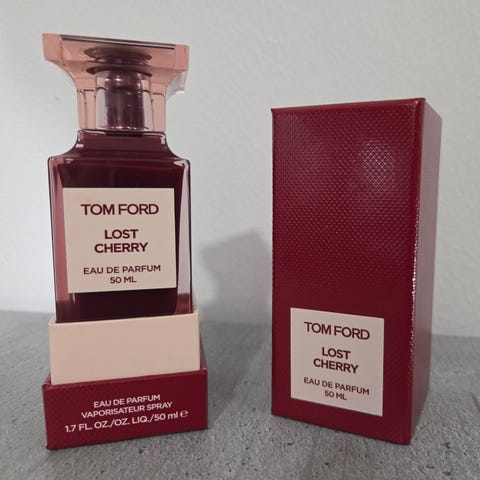 TOM FORD
LOST
CHERRY
EAU DE PARFUM
50 ML
EAU DE PARFUM
VAPORISATEUR SPRAY
1.7 FL. OZ./OZ. LIQ./50 ml ℮
TOM FORD
LOST
CHERRY
EAU DE PARFUM
50 ML